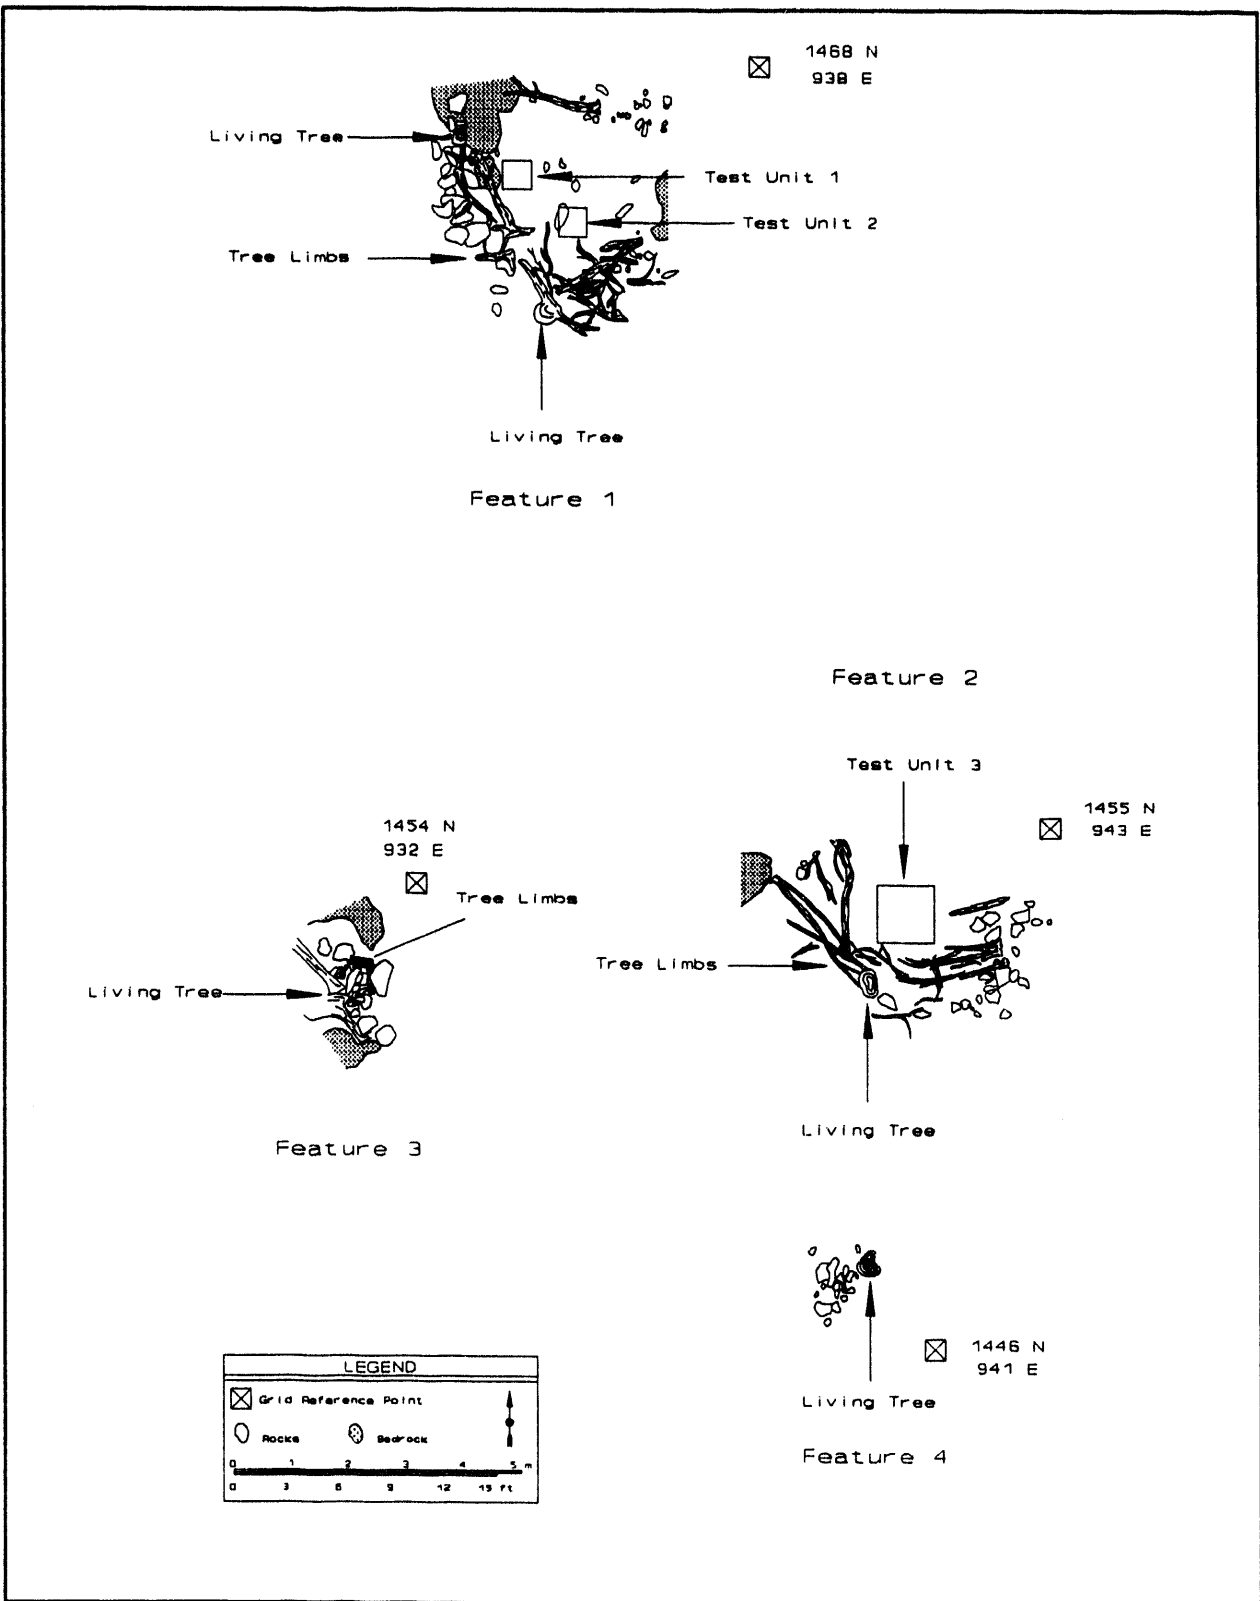 1468 N
938 E
Living Tree
Test Unit 1
Test Unit 2
Tree Limbs
Living Tree
Feature 1
Feature 2
Test Unit 3
1455 N
943 E
1454 N
932 E
Tree Limbs
Tree Limbs
Living Tree
Living Tree
Feature 3
1446 N
941 E
Living Tree
Feature 4
LEGEND
Grid Reference Point
Rocks Bedrock
0 1 2 3 4 5 m
0 3 6 9 12 15 ft